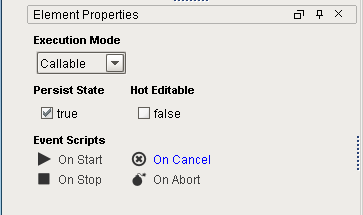 Element Properties
Execution Mode
Callable
Persist State Hot Editable
true false
Event Scripts
On Start On Cancel
On Stop On Abort